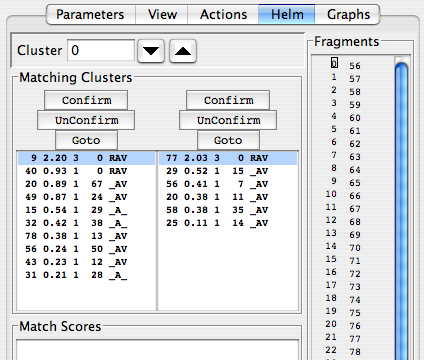 Parameters View Actions Helm Graphs
Cluster 0
Fragments
Matching Clusters
Confirm
UnConfirm
Goto
9 2.20 3 0 RAV
40 0.93 1 0 RAV
20 0.89 1 67 _AV
49 0.87 1 24 _AV
15 0.54 1 29 _A_
32 0.42 1 38 _A_
78 0.38 1 13 _AV
56 0.24 1 50 _AV
43 0.23 1 12 _AV
31 0.21 1 28 _A_
Confirm
UnConfirm
Goto
77 2.03 3 0 RAV
29 0.52 1 15 _AV
56 0.41 1 7 _AV
20 0.38 1 11 _AV
58 0.38 1 35 _AV
25 0.11 1 14 _AV
Match Scores
0 56
1 57
2 58
3 59
4 60
5 61
6 62
7 63
8 64
9 65
10 66
11 67
12 68
13 69
14 70
15 71
16 72
17 73
18 74
19 75
20 76
21 77
22 78